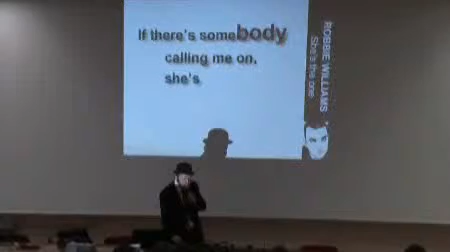 If there's somebody
calling me on,
she's
ROBBIE WILLIAMS
She's the one